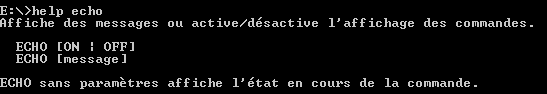 E:\>help echo
Affiche des messages ou active/désactive l'affichage des commandes.
ECHO [ON ¦ OFF]
ECHO [message]
ECHO sans paramètres affiche l'état en cours de la commande.